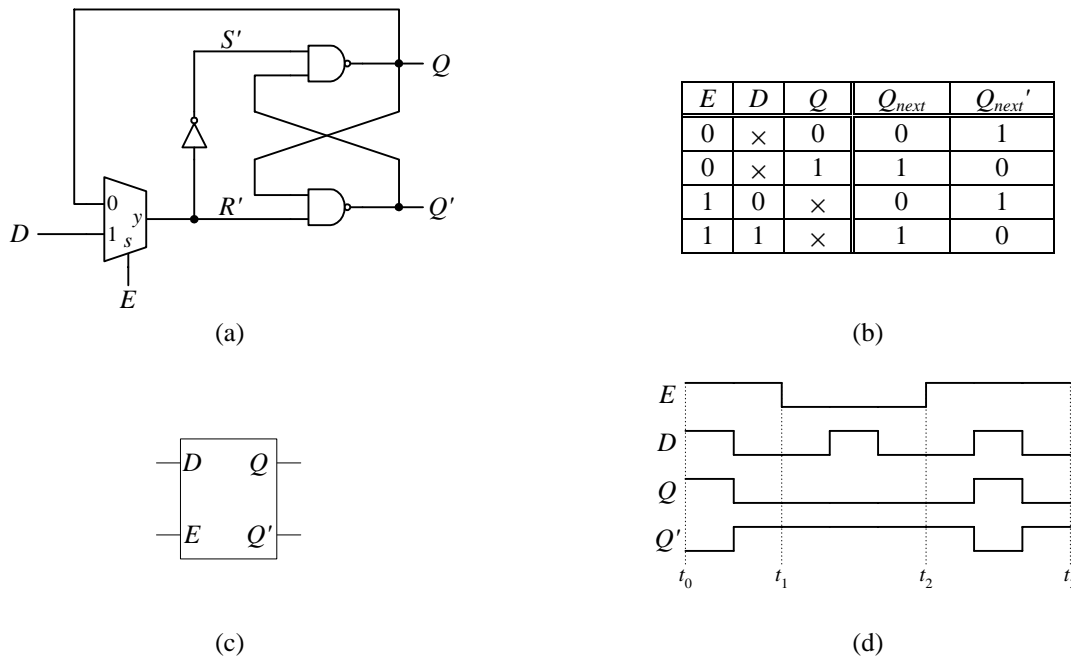 S'
Q
0
y
1
s
D
R'
Q'
E
(a)
E D Q Q_next Q_next'
0 × 0 0 1
0 × 1 1 0
1 0 × 0 1
1 1 × 1 0
(b)
D Q
E Q'
(c)
E
D
Q
Q'
t0 t1 t2
(d)